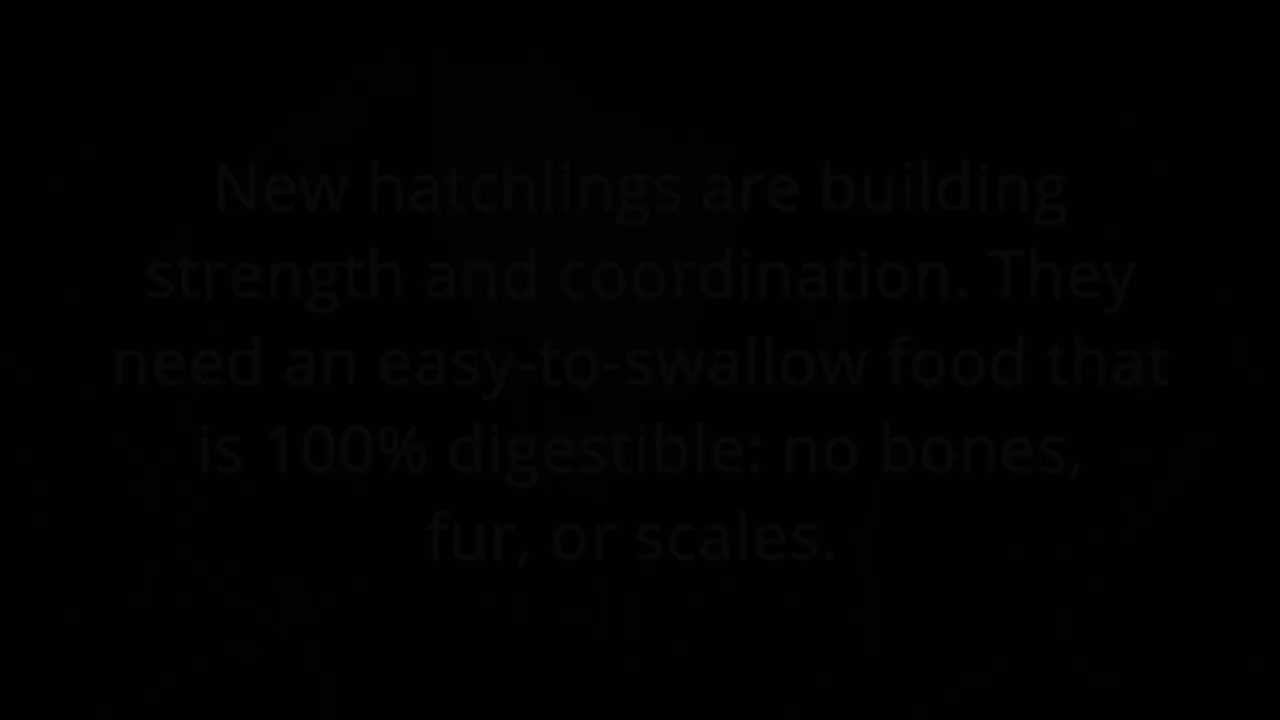 New hatchlings are building
strength and coordination. They
need an easy-to-swallow food that
is 100% digestible: no bones,
fur, or scales.